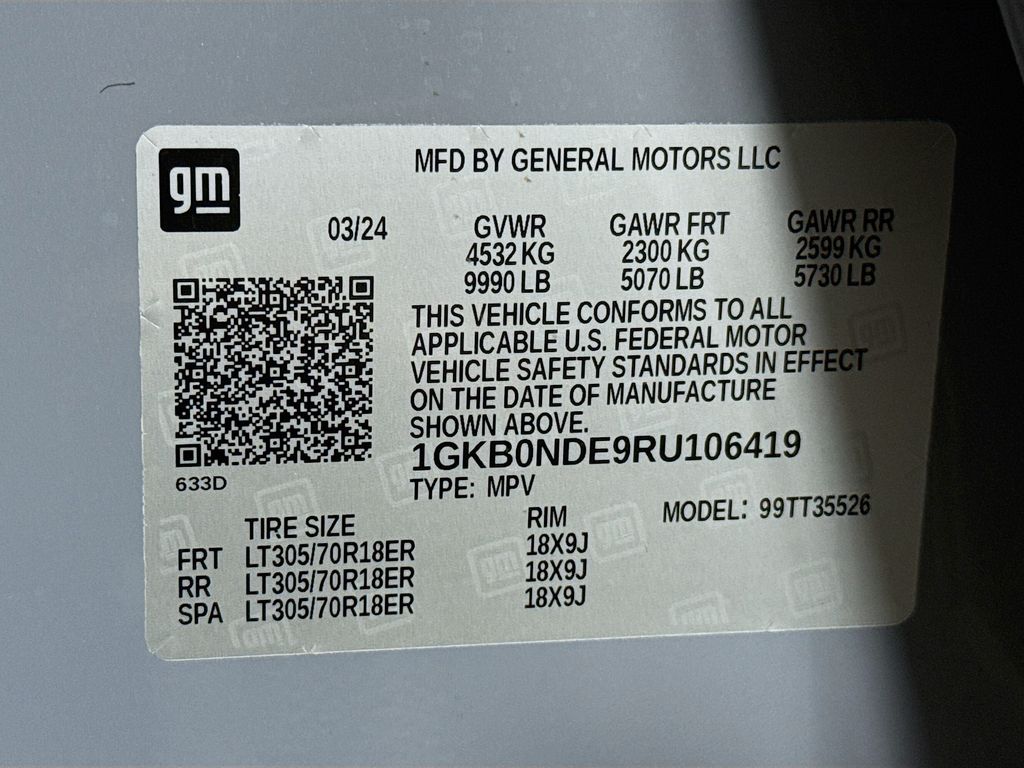 gm
MFD BY GENERAL MOTORS LLC
03/24 GVWR GAWR FRT GAWR RR
4532 KG 2300 KG 2599 KG
9990 LB 5070 LB 5730 LB
THIS VEHICLE CONFORMS TO ALL
APPLICABLE U.S. FEDERAL MOTOR
VEHICLE SAFETY STANDARDS IN EFFECT
ON THE DATE OF MANUFACTURE
SHOWN ABOVE.
1GKB0NDE9RU106419
633D
TYPE: MPV
TIRE SIZE RIM MODEL: 99TT35526
FRT LT305/70R18ER 18X9J
RR LT305/70R18ER 18X9J
SPA LT305/70R18ER 18X9J